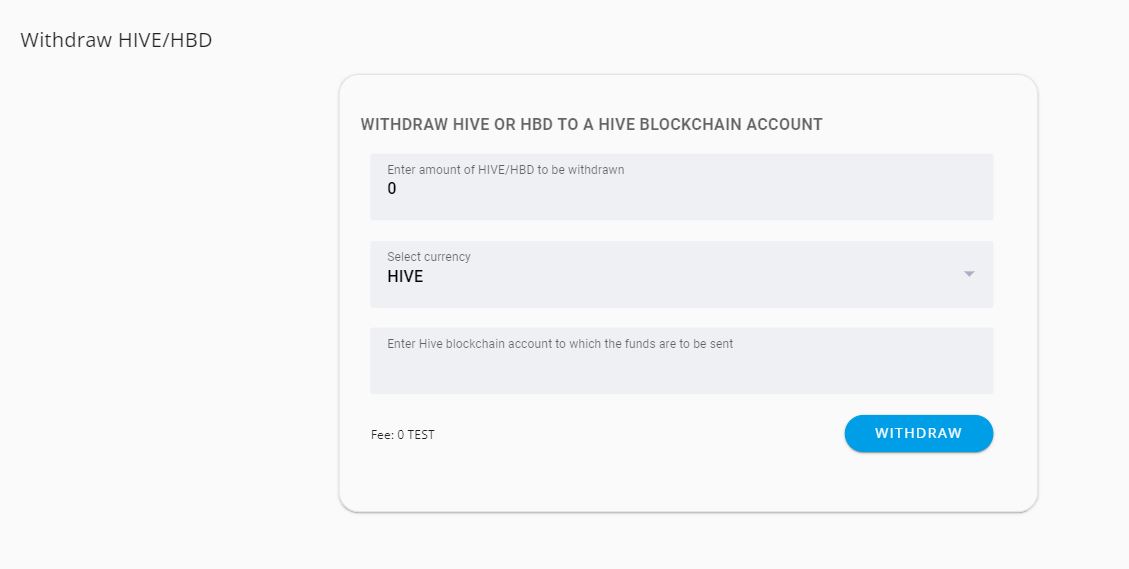 Withdraw HIVE/HBD
WITHDRAW HIVE OR HBD TO A HIVE BLOCKCHAIN ACCOUNT
Enter amount of HIVE/HBD to be withdrawn
0
Select currency
HIVE
Enter Hive blockchain account to which the funds are to be sent
Fee: 0 TEST
WITHDRAW